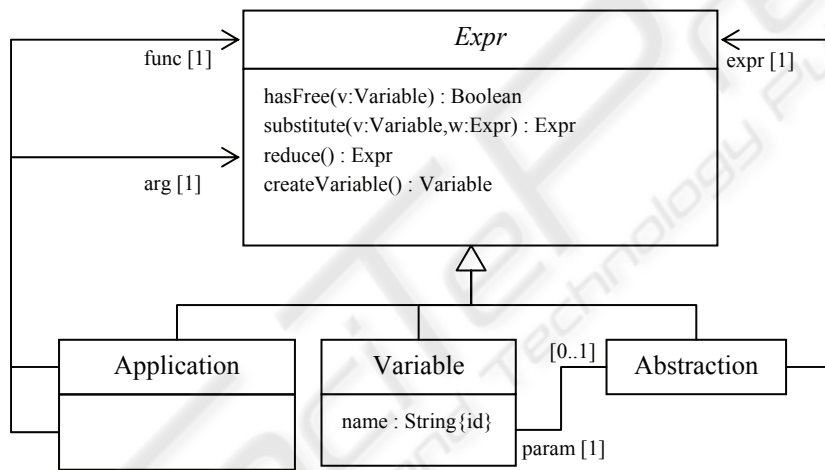 Expr
func [1]
expr [1]
hasFree(v:Variable) : Boolean
substitute(v:Variable,w:Expr) : Expr
reduce() : Expr
createVariable() : Variable
arg [1]
Application
Variable
[0..1]
Abstraction
name : String{id}
param [1]